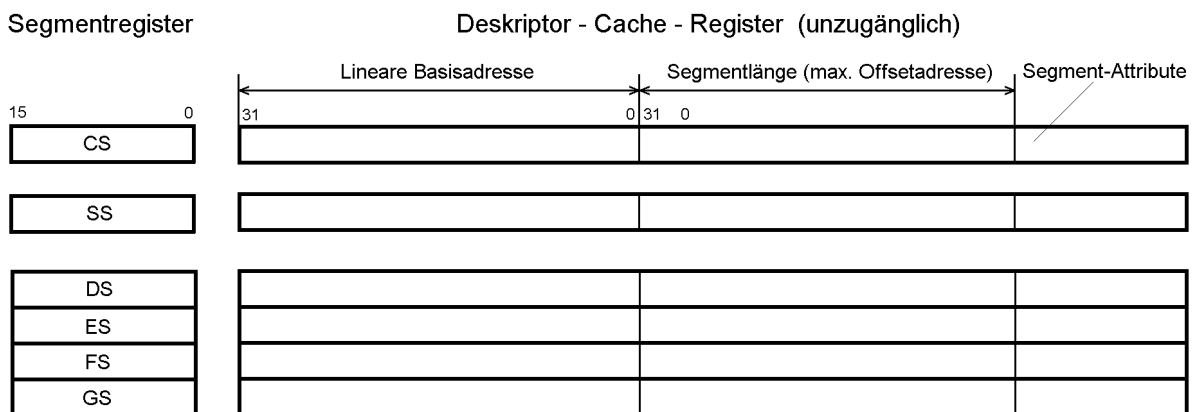 Segmentregister Deskriptor - Cache - Register (unzugänglich)
Lineare Basisadresse Segmentlänge (max. Offsetadresse) Segment-Attribute
15 0 31 0 31 0
CS
SS
DS
ES
FS
GS